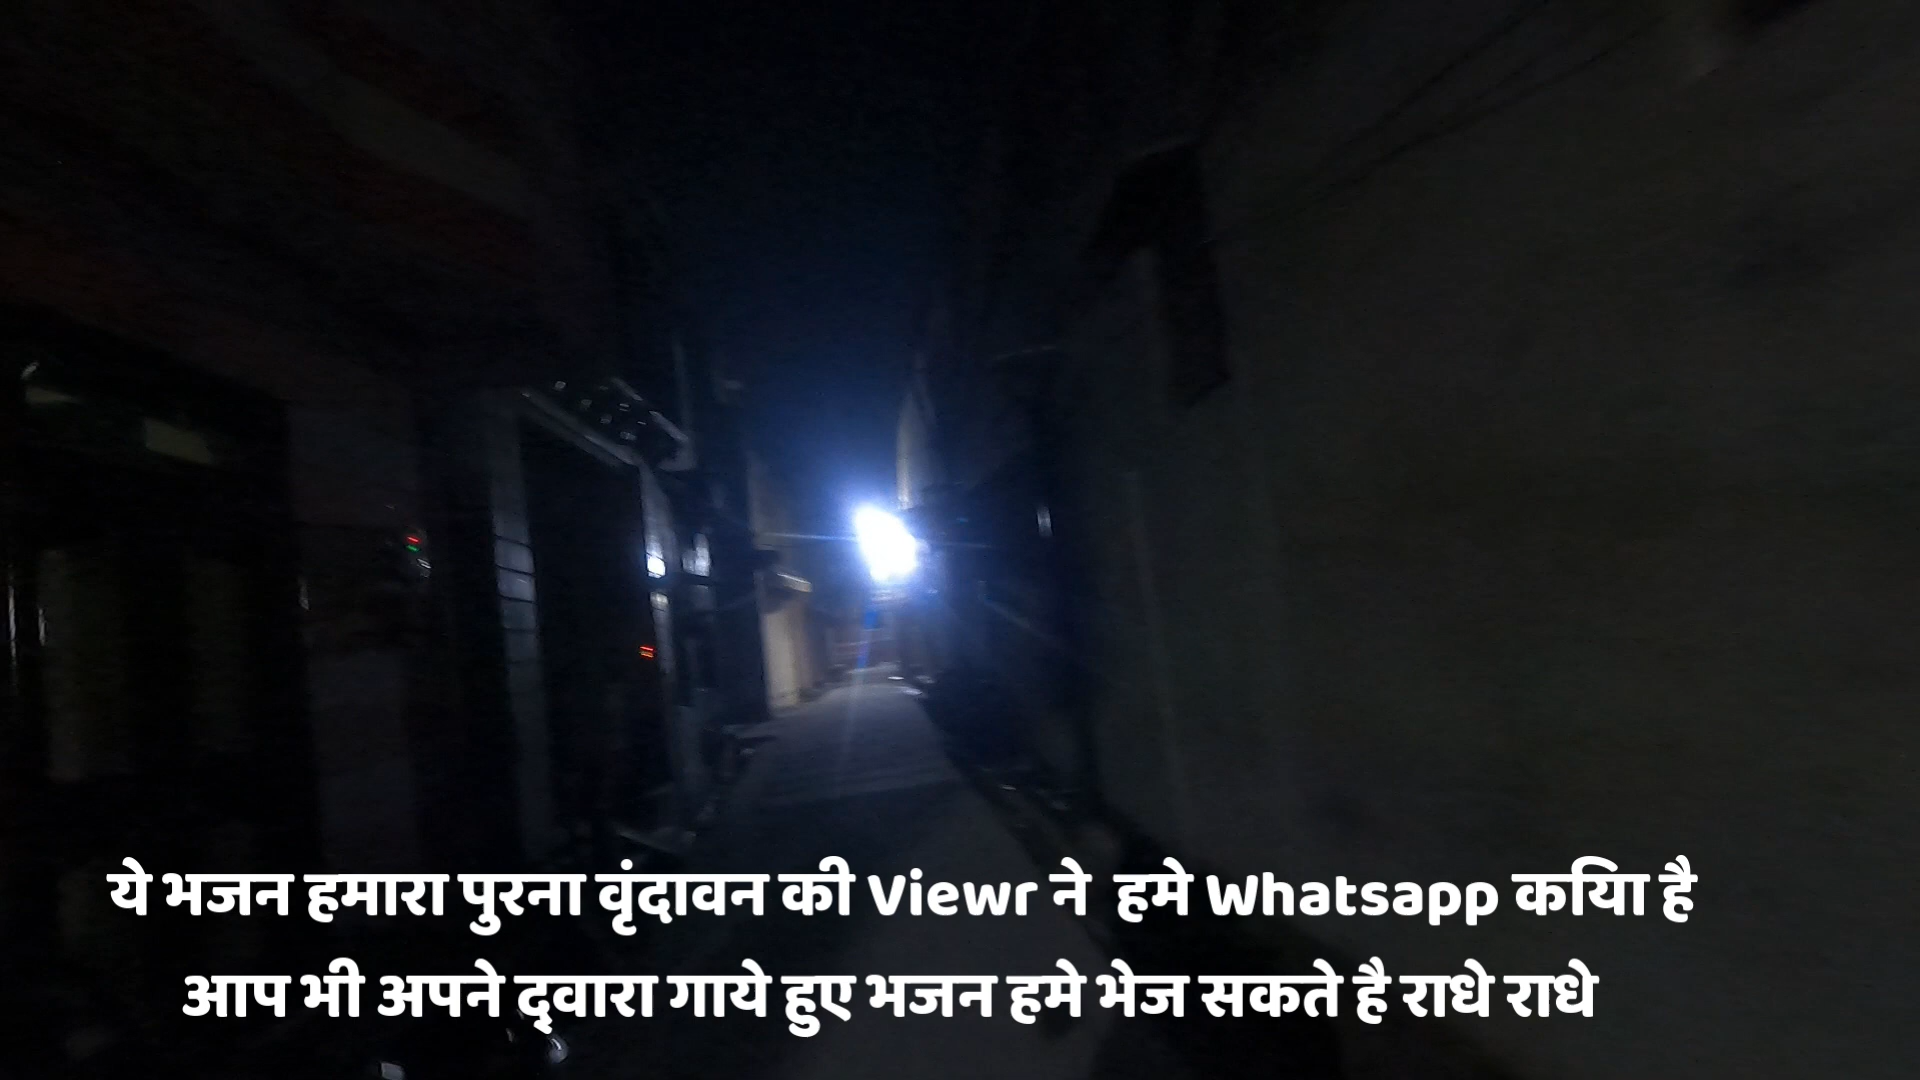 ये भजन हमारा पुरना वृंदावन की Viewr ने हमे Whatsapp कयिा है
आप भी अपने द्वारा गाये हुए भजन हमे भेज सकते है राधे राधे